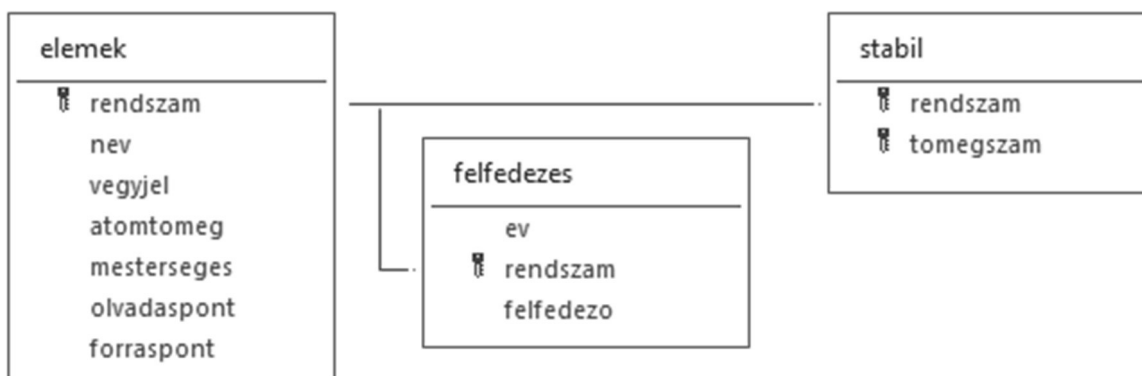 elemek
rendszam
nev
vegyjel
atomtomeg
mesterseges
olvadaspont
forraspont
felfedezes
ev
rendszam
felfedezo
stabil
rendszam
tomegszam